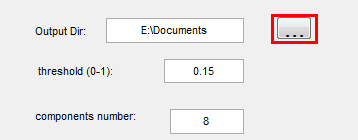 Output Dir: E:\Documents ...
threshold (0-1): 0.15
components number: 8